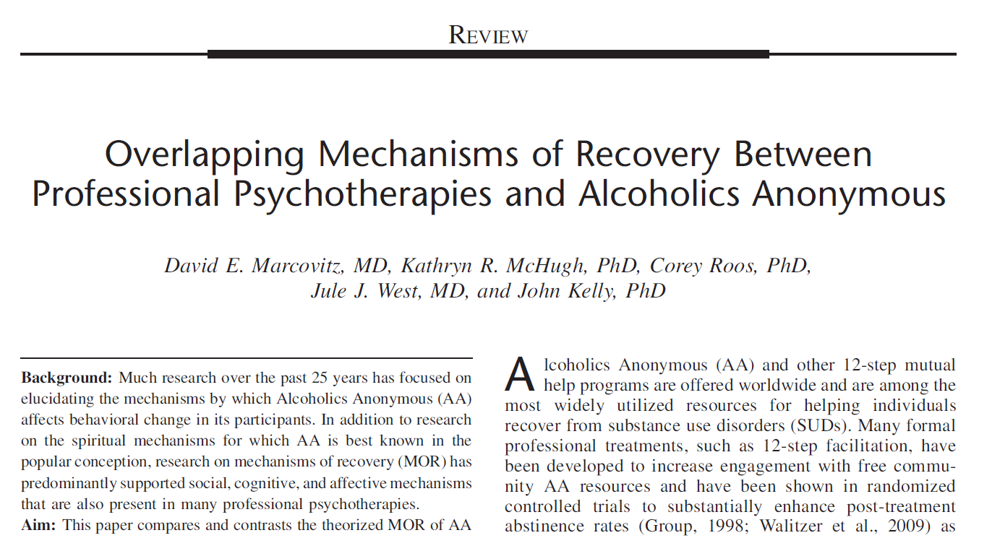 REVIEW
Overlapping Mechanisms of Recovery Between
Professional Psychotherapies and Alcoholics Anonymous
David E. Marcovitz, MD, Kathryn R. McHugh, PhD, Corey Roos, PhD,
Jule J. West, MD, and John Kelly, PhD
Background: Much research over the past 25 years has focused on
elucidating the mechanisms by which Alcoholics Anonymous (AA)
affects behavioral change in its participants. In addition to research
on the spiritual mechanisms for which AA is best known in the
popular conception, research on mechanisms of recovery (MOR) has
predominantly supported social, cognitive, and affective mechanisms
that are also present in many professional psychotherapies.
Aim: This paper compares and contrasts the theorized MOR of AA
Alcoholics Anonymous (AA) and other 12-step mutual
help programs are offered worldwide and are among the
most widely utilized resources for helping individuals
recover from substance use disorders (SUDs). Many formal
professional treatments, such as 12-step facilitation, have
been developed to increase engagement with free commu-
nity AA resources and have been shown in randomized
controlled trials to substantially enhance post-treatment
abstinence rates (Group, 1998; Walitzer et al., 2009) as